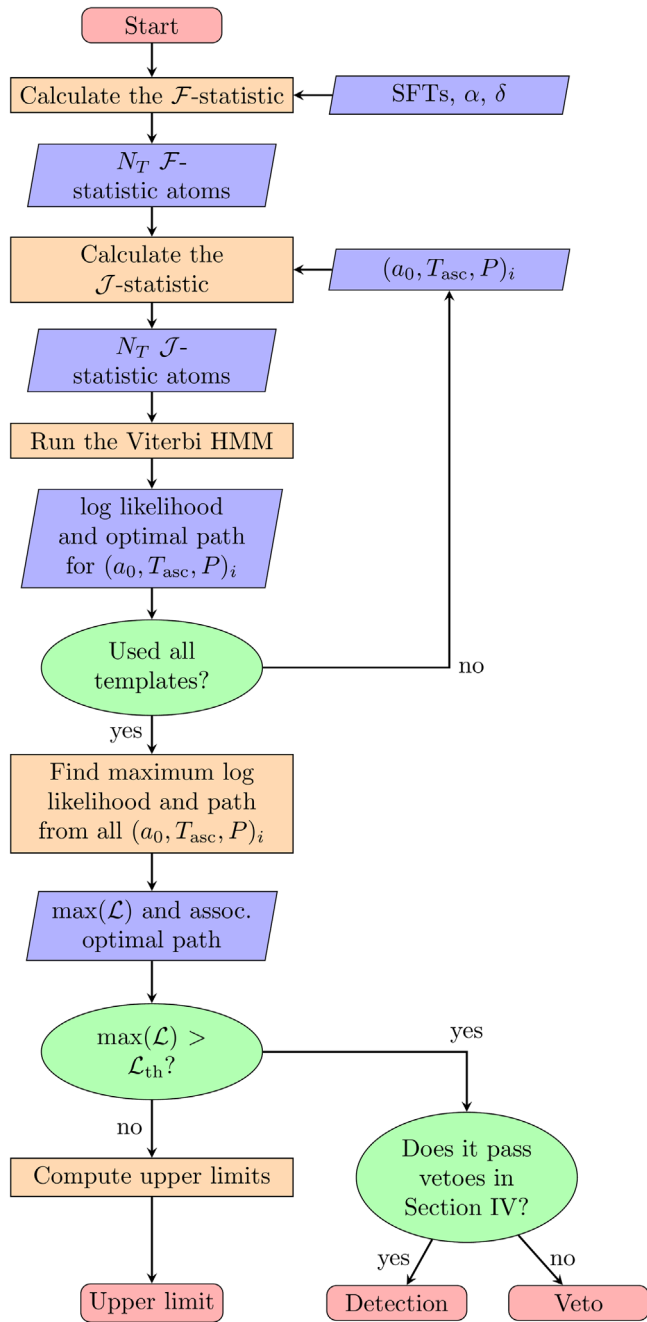 Start
Calculate the ℱ-statistic
SFTs, α, δ
N_T ℱ-
statistic atoms
Calculate the
𝒥-statistic
(a_0, T_asc, P)_i
N_T 𝒥-
statistic atoms
Run the Viterbi HMM
log likelihood
and optimal path
for (a_0, T_asc, P)_i
Used all
templates?
no
yes
Find maximum log
likelihood and path
from all (a_0, T_asc, P)_i
max(ℒ) and assoc.
optimal path
max(ℒ) >
ℒ_th?
yes
no
Does it pass
vetoes in
Section IV?
Compute upper limits
yes
no
Upper limit
Detection
Veto